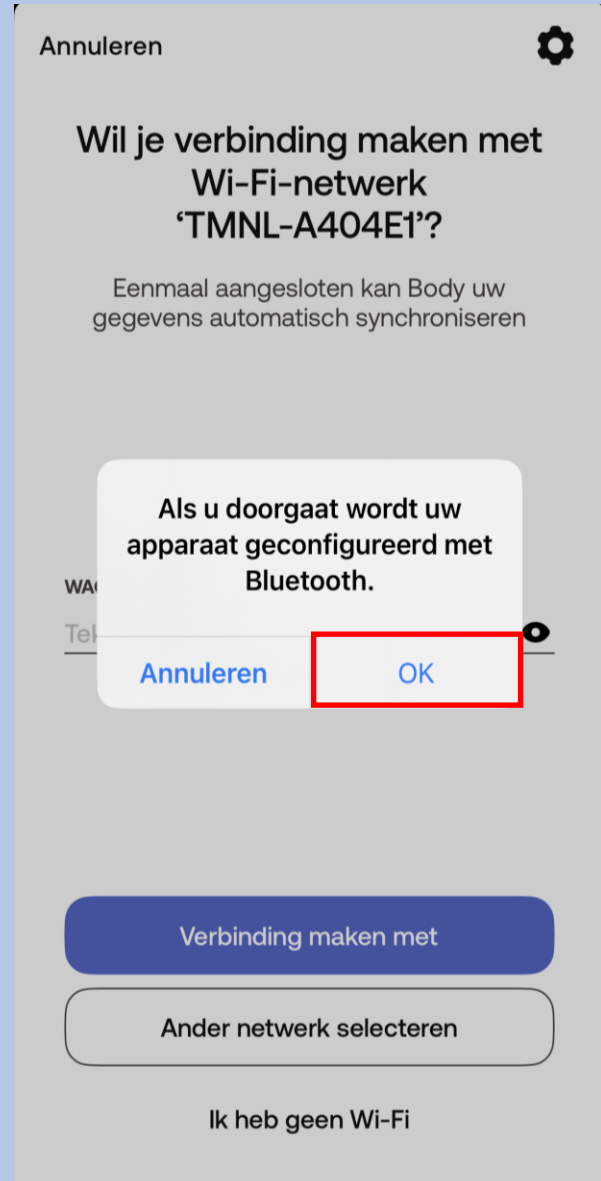 Annuleren
Wil je verbinding maken met
Wi-Fi-netwerk
‘TMNL-A404E1’?
Eenmaal aangesloten kan Body uw
gegevens automatisch synchroniseren
Als u doorgaat wordt uw
apparaat geconfigureerd met
Bluetooth.
Annuleren OK
Verbinding maken met
Ander netwerk selecteren
Ik heb geen Wi-Fi